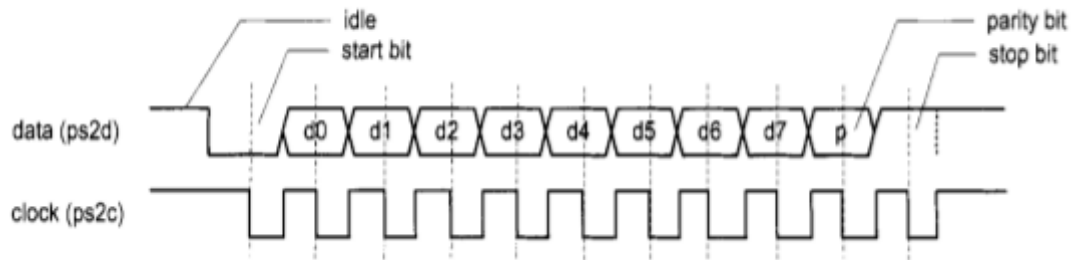 idle
parity bit
start bit
stop bit
data (ps2d)
d0 d1 d2 d3 d4 d5 d6 d7 p
clock (ps2c)